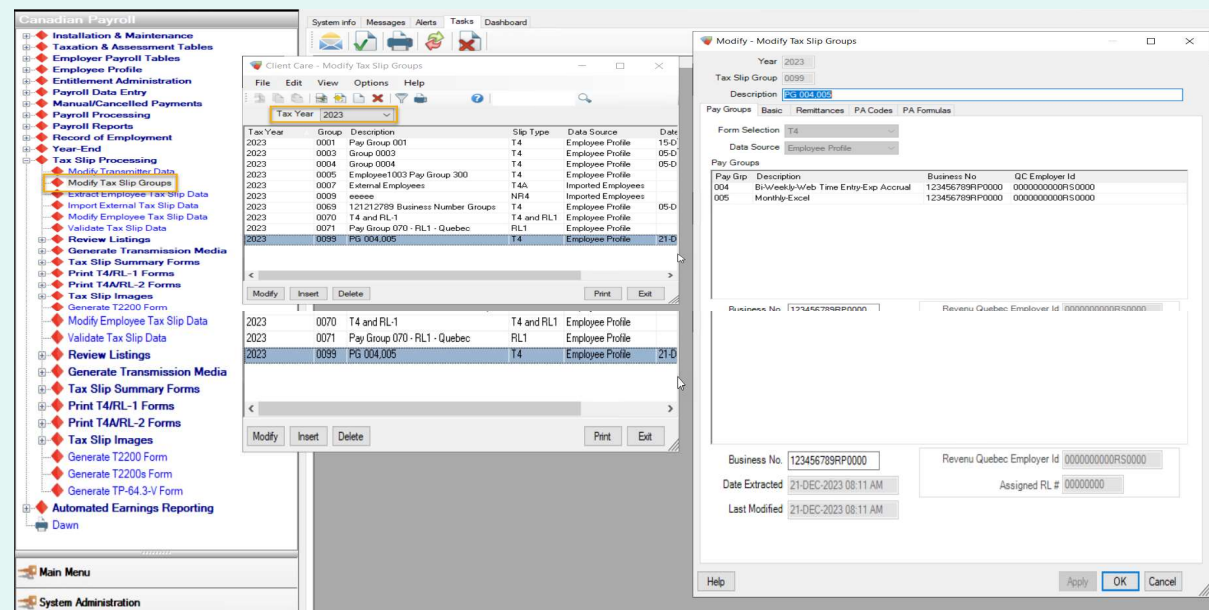 Canadian Payroll
Installation & Maintenance
Taxation & Assessment Tables
Employer Payroll Tables
Employee Profile
Entitlement Administration
Payroll Data Entry
Manual/Cancelled Payments
Payroll Processing
Payroll Reports
Record of Employment
Year-End
Tax Slip Processing
Modify Transmitter Data
Modify Tax Slip Groups
Extract Employee Tax Slip Data
Import External Tax Slip Data
Modify Employee Tax Slip Data
Validate Tax Slip Data
Review Listings
Generate Transmission Media
Tax Slip Summary Forms
Print T4/RL-1 Forms
Print T4A/RL-2 Forms
Tax Slip Images
Generate T2200 Form
Modify Employee Tax Slip Data
Validate Tax Slip Data
Review Listings
Generate Transmission Media
Tax Slip Summary Forms
Print T4/RL-1 Forms
Print T4A/RL-2 Forms
Tax Slip Images
Generate T2200 Form
Generate T2200s Form
Generate TP-64.3-V Form
Automated Earnings Reporting
Dawn
Main Menu
System Administration
System info Messages Alerts Tasks Dashboard
Client Care - Modify Tax Slip Groups
File Edit View Options Help
Tax Year 2023
Tax Year Group Description Slip Type Data Source Date
2023 0001 Pay Group 001 T4 Employee Profile 15-D
2023 0003 Group 0003 T4 Employee Profile 05-D
2023 0004 Group 0004 T4 Employee Profile 05-D
2023 0005 Employee1003 Pay Group 300 T4 Employee Profile
2023 0007 External Employees T4A Imported Employees
2023 0009 eeeee NR4 Imported Employees
2023 0069 121212789 Business Number Groups T4 Employee Profile 05-D
2023 0070 T4 and RL-1 T4 and RL1 Employee Profile
2023 0071 Pay Group 070 - RL1 - Quebec RL1 Employee Profile
2023 0099 PG 004,005 T4 Employee Profile 21-D
Modify Insert Delete Print Exit
2023 0070 T4 and RL-1 T4 and RL1 Employee Profile
2023 0071 Pay Group 070 - RL1 - Quebec RL1 Employee Profile
2023 0099 PG 004,005 T4 Employee Profile 21-D
Modify Insert Delete Print Exit
Modify - Modify Tax Slip Groups
Year 2023
Tax Slip Group 0099
Description PG 004,005
Pay Groups Basic Remittances PA Codes PA Formulas
Form Selection T4
Data Source Employee Profile
Pay Groups
Pay Grp Description Business No QC Employer Id
004 Bi-Weekly-Web Time Entry-Exp Accrual 123456789RP0000 0000000000RS0000
005 Monthly-Excel 123456789RP0000 0000000000RS0000
Business No. 123456789RP0000 Revenu Quebec Employer Id 0000000000RS0000
Business No. 123456789RP0000 Revenu Quebec Employer Id 0000000000RS0000
Date Extracted 21-DEC-2023 08:11 AM Assigned RL # 00000000
Last Modified 21-DEC-2023 08:11 AM
Help Apply OK Cancel